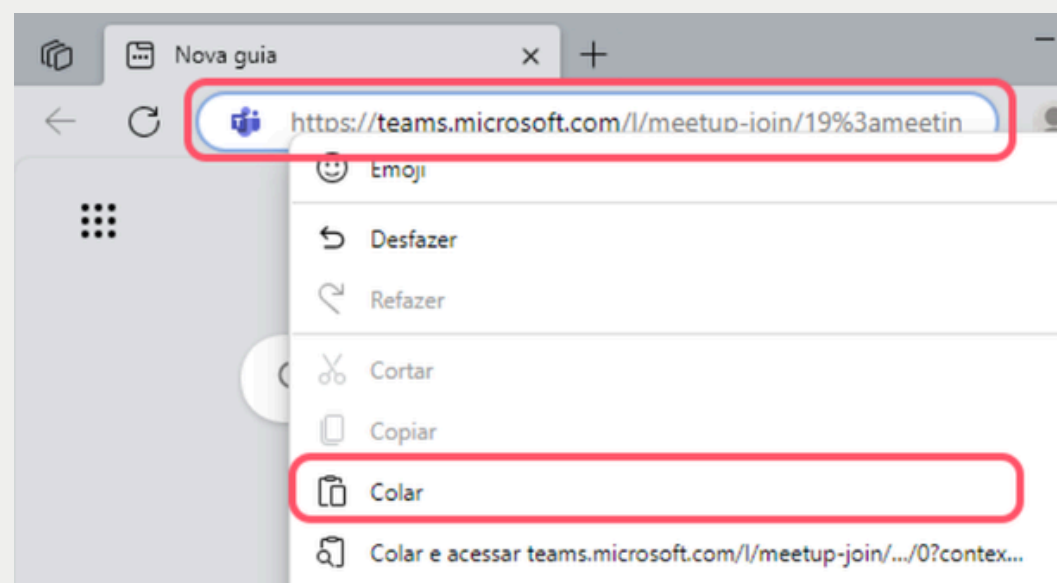 Nova guia
https://teams.microsoft.com/l/meetup-join/19%3ameetin
Emoji
Desfazer
Refazer
Cortar
Copiar
Colar
Colar e acessar teams.microsoft.com/l/meetup-join/.../0?contex...